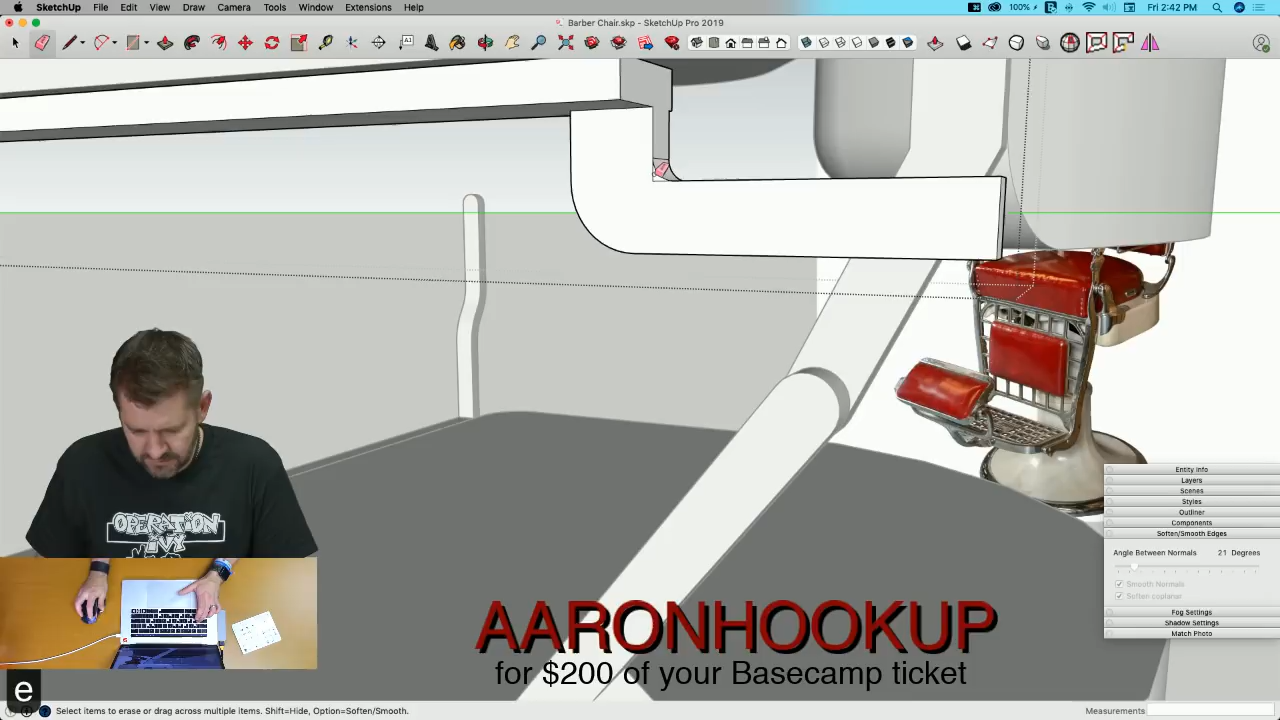 SketchUp File Edit View Draw Camera Tools Window Extensions Help
100% Fri 2:42 PM
Barber Chair.skp - SketchUp Pro 2019
OPERATION
Entity Info
Layers
Scenes
Styles
Outliner
Components
Soften/Smooth Edges
Angle Between Normals 21 Degrees
Smooth Normals
Soften coplanar
Fog Settings
Shadow Settings
Match Photo
AARONHOOKUP
for $200 of your Basecamp ticket
e
Select items to erase or drag across multiple items. Shift=Hide, Option=Soften/Smooth.
Measurements